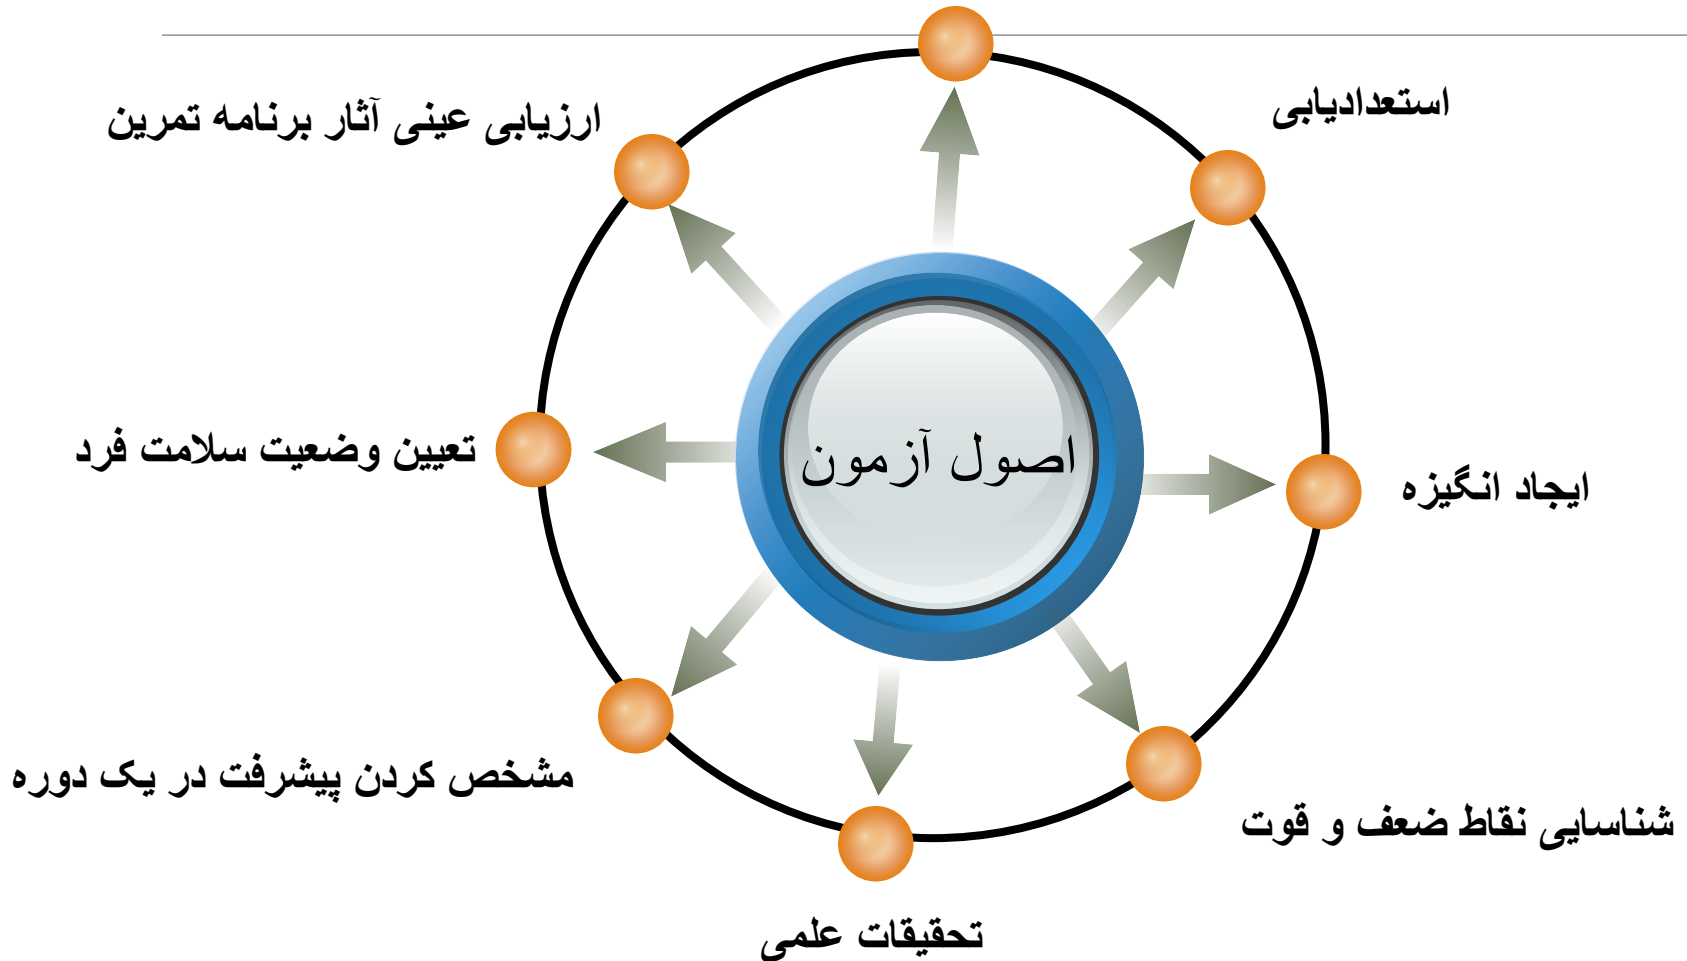 استعدادیابی
ارزیابی عینی آثار برنامه تمرین
اصول آزمون
تعیین وضعیت سلامت فرد
ایجاد انگیزه
مشخص کردن پیشرفت در یک دوره
شناسایی نقاط ضعف و قوت
تحقیقات علمی